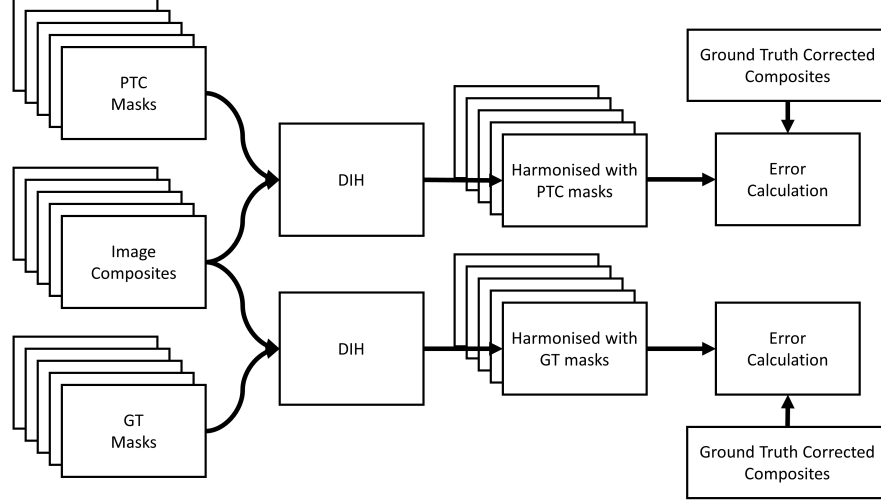 PTC
Masks
Ground Truth Corrected
Composites
DIH
Harmonised with
PTC masks
Error
Calculation
Image
Composites
DIH
Harmonised with
GT masks
Error
Calculation
GT
Masks
Ground Truth Corrected
Composites